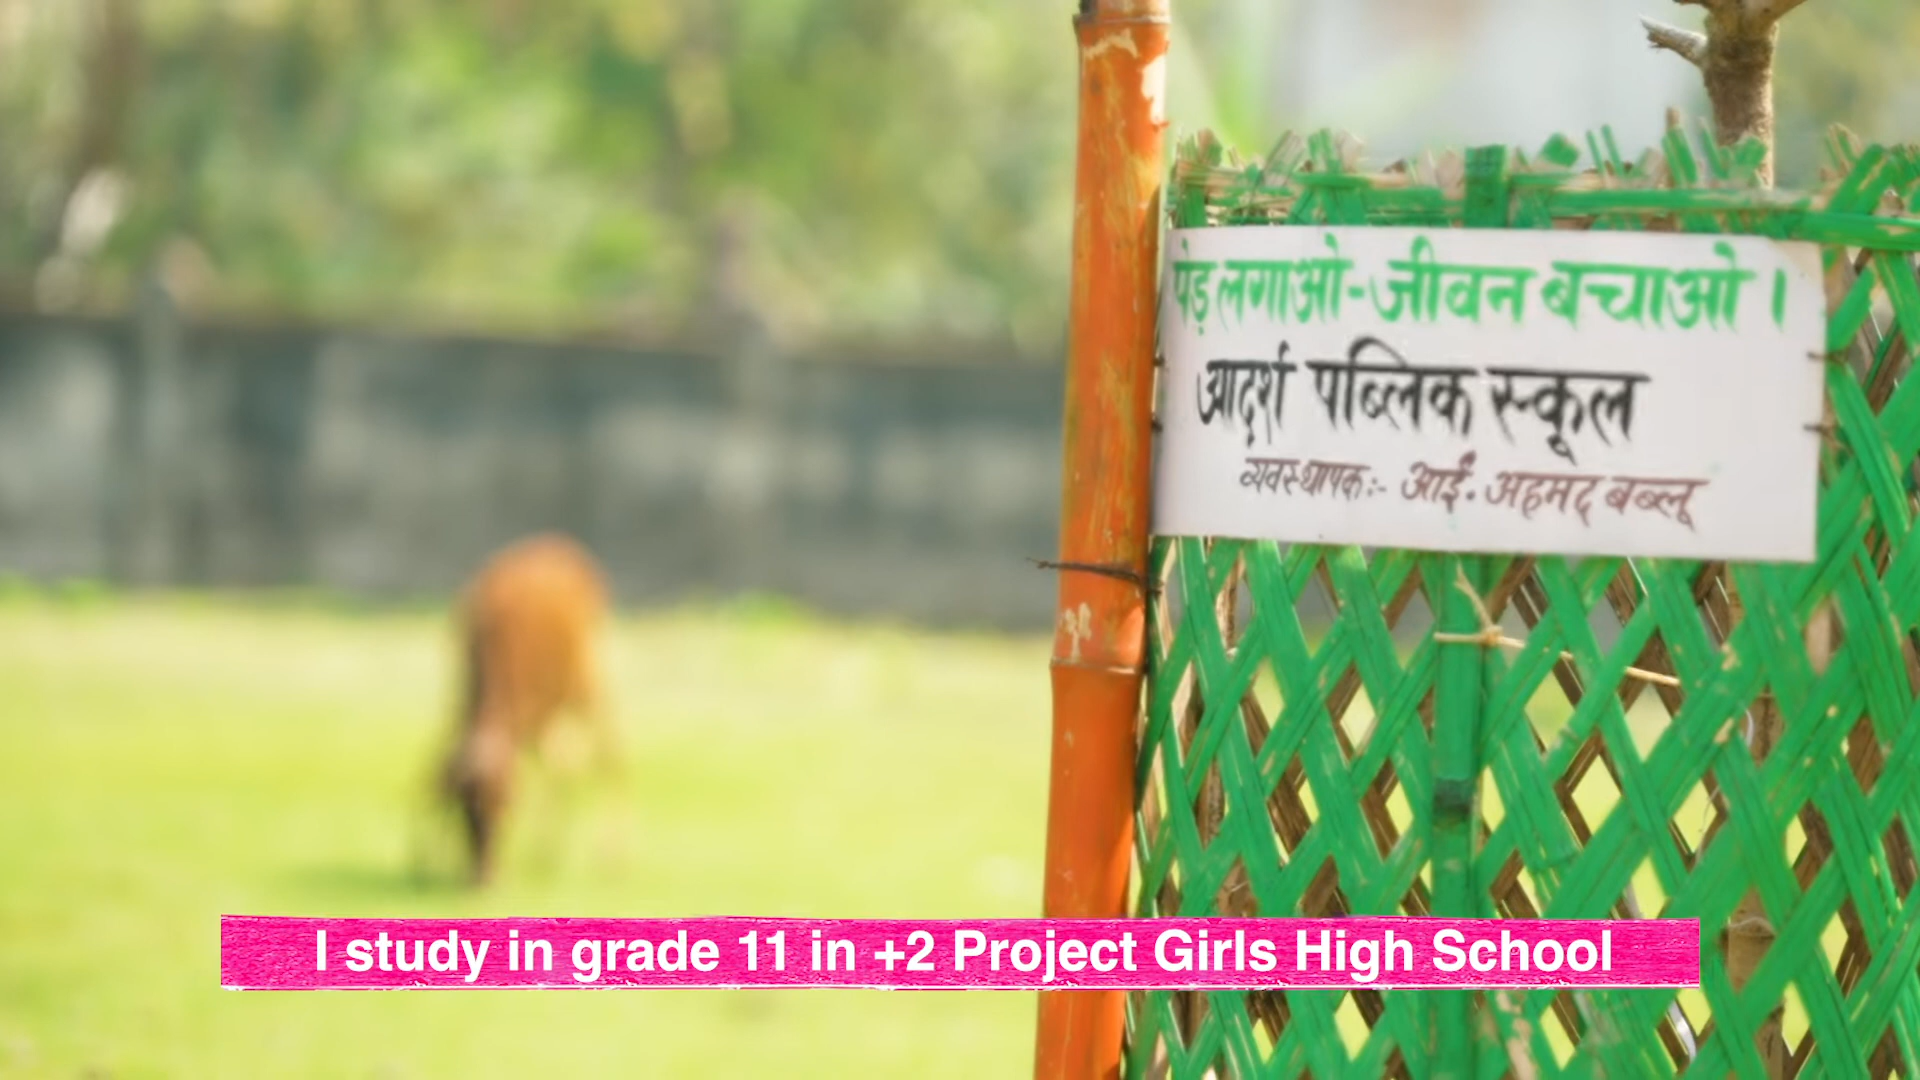 पेड़ लगाओ-जीवन बचाओ।
आदर्श पब्लिक स्कूल
व्यवस्थापक:- आई. अहमद बब्लू
I study in grade 11 in +2 Project Girls High School